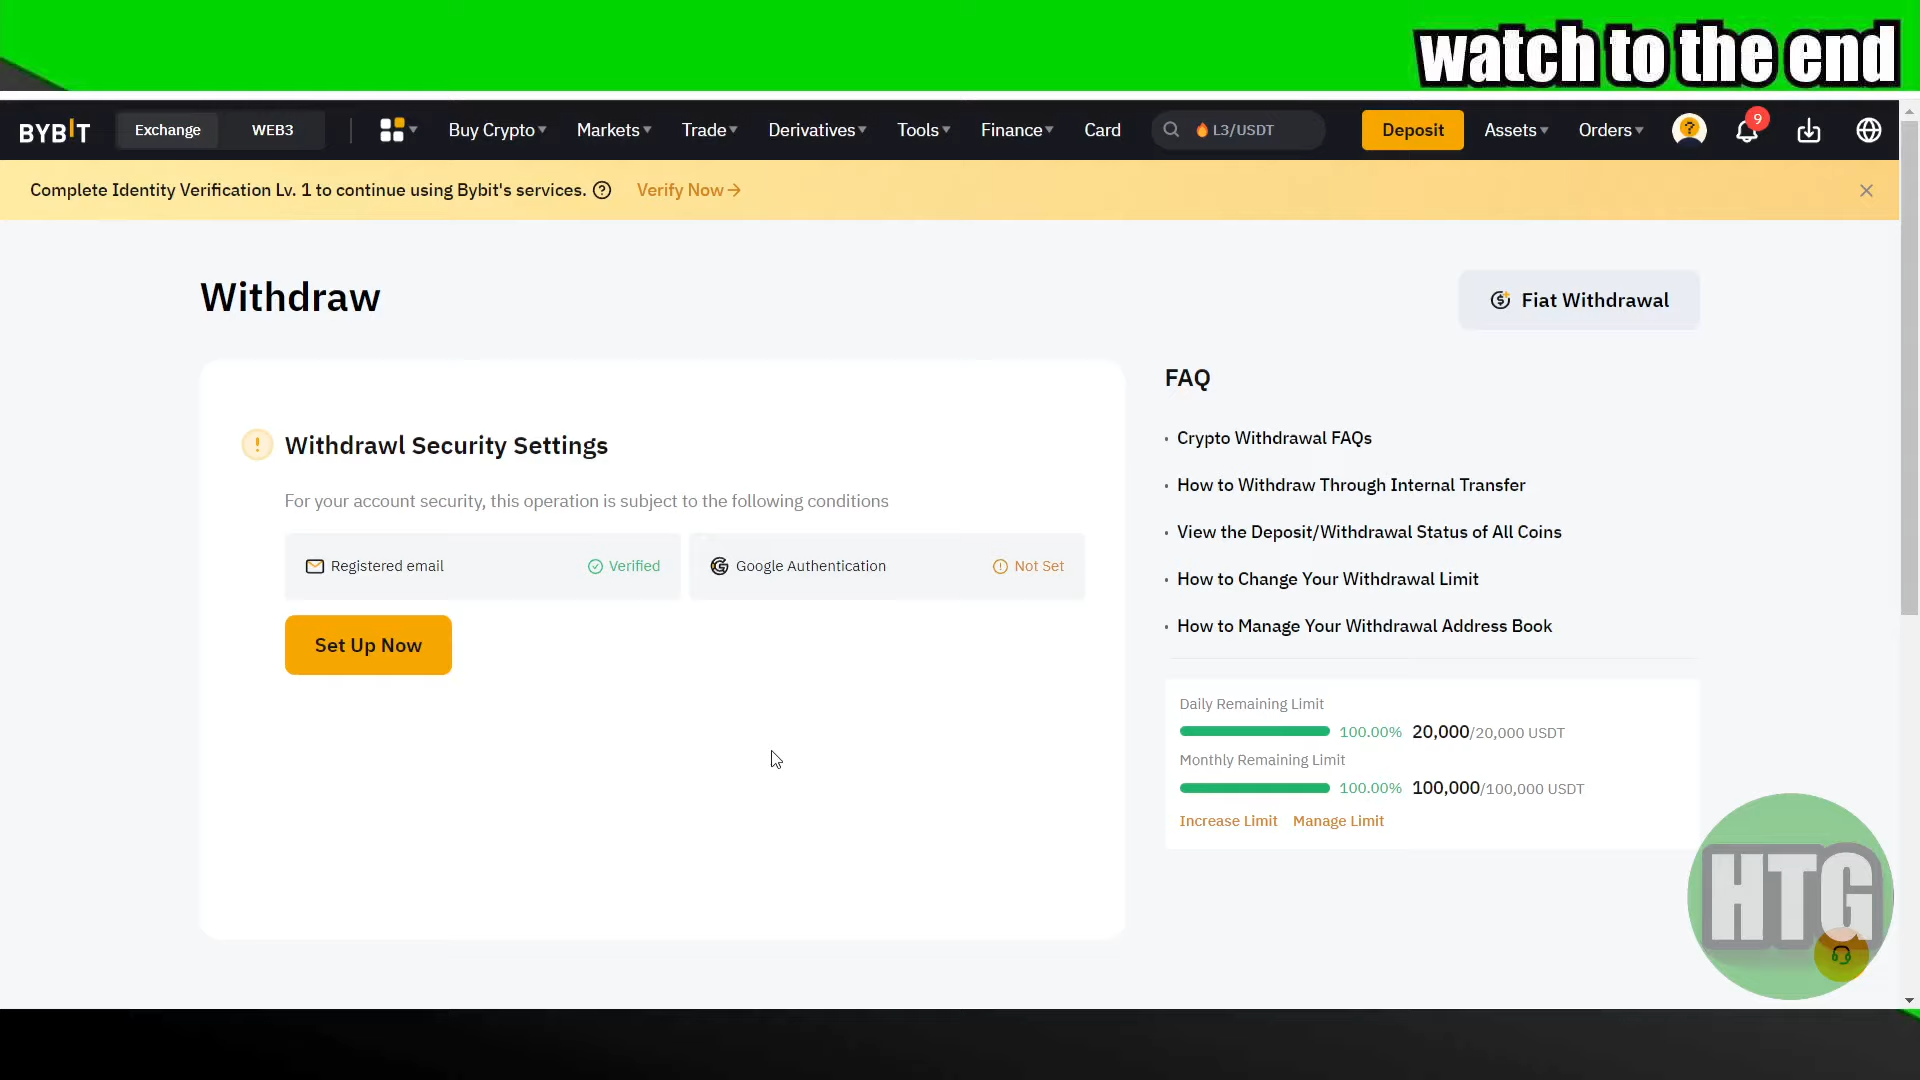 watch to the end
BYBIT Exchange WEB3 Buy Crypto Markets Trade Derivatives Tools Finance Card L3/USDT Deposit Assets Orders 9
Complete Identity Verification Lv. 1 to continue using Bybit's services. Verify Now
Withdraw
Fiat Withdrawal
Withdrawl Security Settings
For your account security, this operation is subject to the following conditions
Registered email Verified
Google Authentication Not Set
Set Up Now
FAQ
Crypto Withdrawal FAQs
How to Withdraw Through Internal Transfer
View the Deposit/Withdrawal Status of All Coins
How to Change Your Withdrawal Limit
How to Manage Your Withdrawal Address Book
Daily Remaining Limit
100.00% 20,000/20,000 USDT
Monthly Remaining Limit
100.00% 100,000/100,000 USDT
Increase Limit Manage Limit
HTG